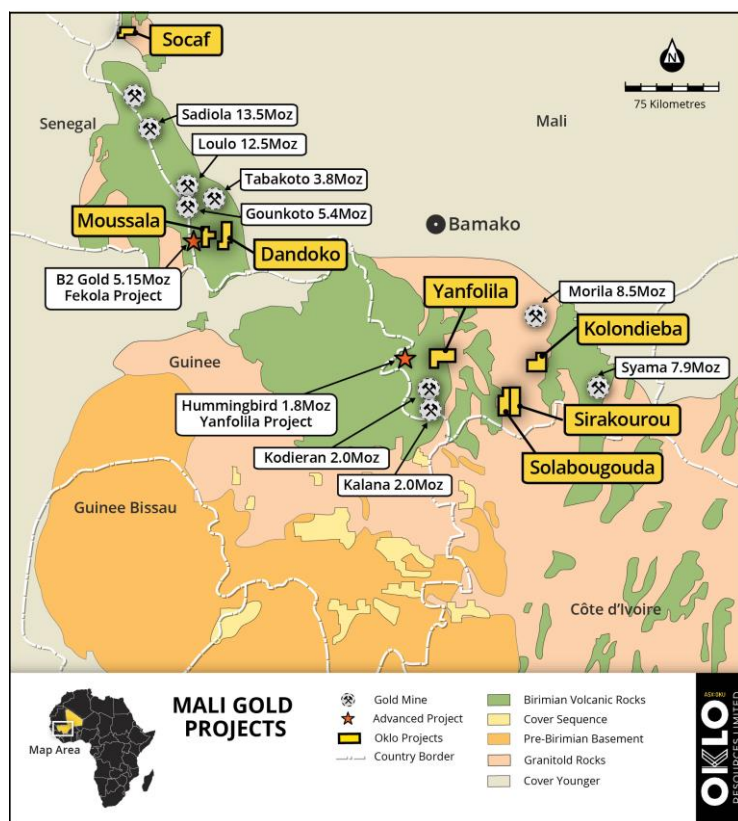 Socaf
N
75 Kilometres
Senegal
Sadiola 13.5Moz
Mali
Loulo 12.5Moz
Tabakoto 3.8Moz
Moussala
Gounkoto 5.4Moz
Bamako
Dandoko
B2 Gold 5.15Moz
Fekola Project
Yanfolila
Morila 8.5Moz
Kolondieba
Guinee
Syama 7.9Moz
Hummingbird 1.8Moz
Yanfolila Project
Sirakourou
Kodieran 2.0Moz
Solabougouda
Kalana 2.0Moz
Guinee Bissau
Côte d'Ivoire
Map Area
MALI GOLD
PROJECTS
Gold Mine
Advanced Project
Oklo Projects
Country Border
Birimian Volcanic Rocks
Cover Sequence
Pre-Birimian Basement
Granitold Rocks
Cover Younger
ASX:OKU
OKLO
RESOURCES LIMITED